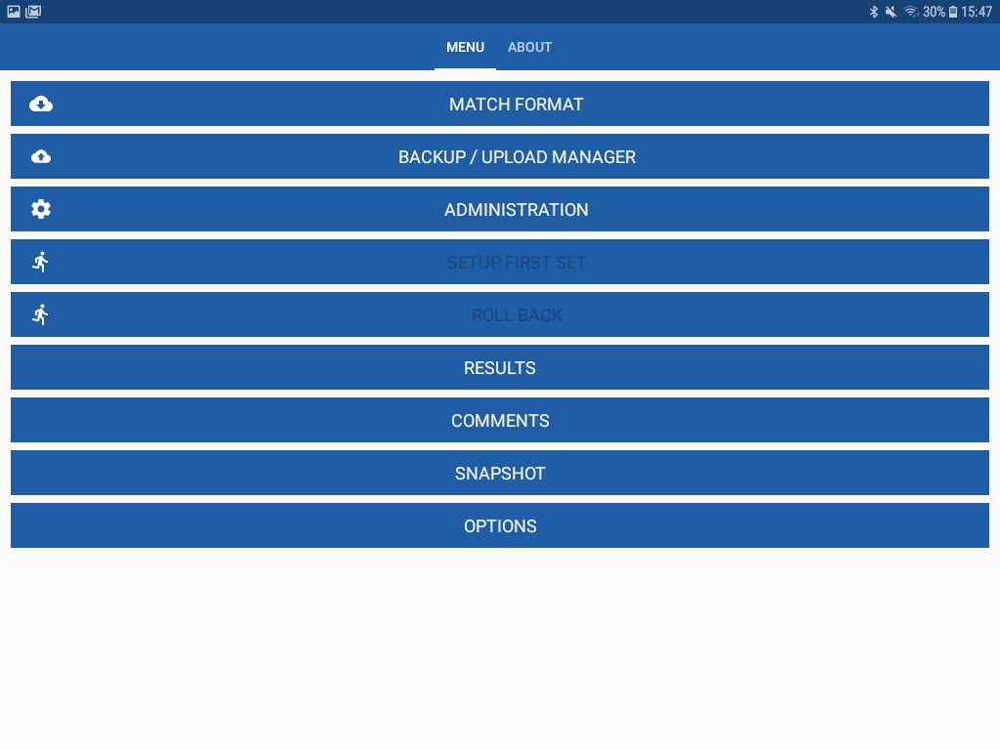 30% 15:47
MENU ABOUT
MATCH FORMAT
BACKUP / UPLOAD MANAGER
ADMINISTRATION
SETUP FIRST SET
ROLL BACK
RESULTS
COMMENTS
SNAPSHOT
OPTIONS